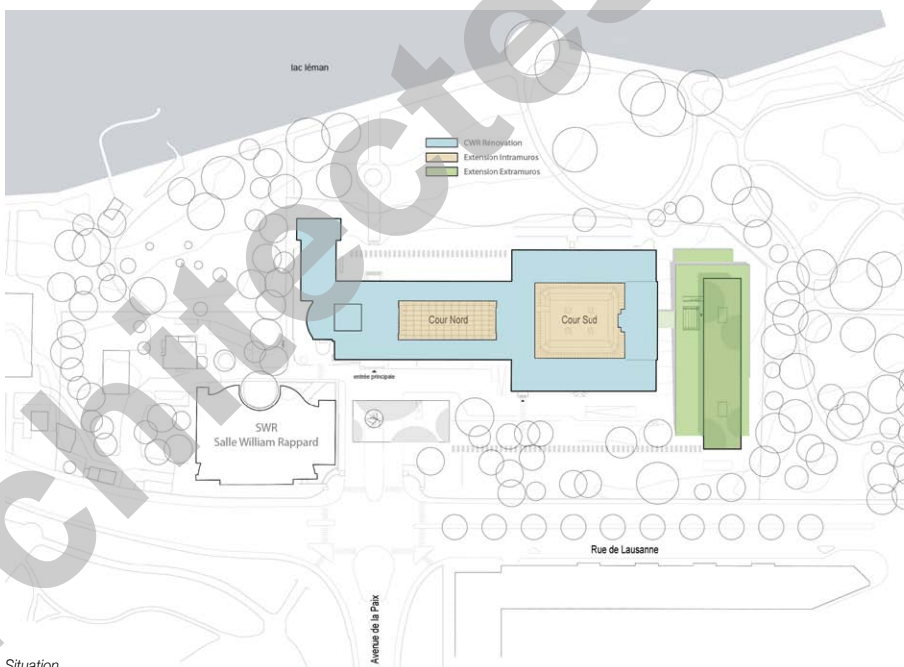 lac léman
CWR Rénovation
Extension Intramuros
Extension Extramuros
Cour Nord
Cour Sud
entrée principale
SWR
Salle William Rappard
Rue de Lausanne
Avenue de la Paix
Situation
chitectes